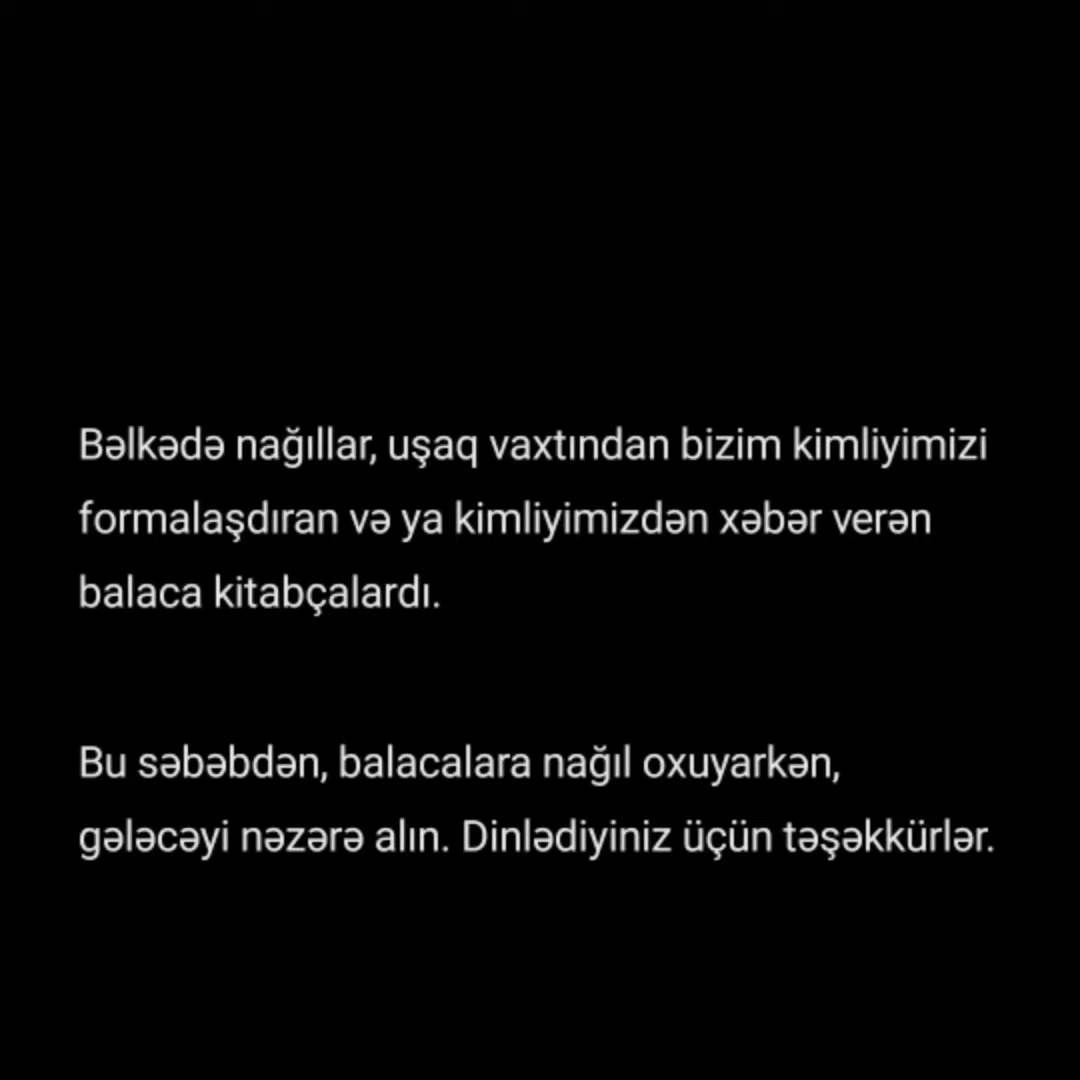 Bəlkədə nağıllar, uşaq vaxtından bizim kimliyimizi
formalaşdıran və ya kimliyimizdən xəbər verən
balaca kitabçalardı.
Bu səbəbdən, balacalara nağıl oxuyarkən,
gələcəyi nəzərə alın. Dinlədiyiniz üçün təşəkkürlər.